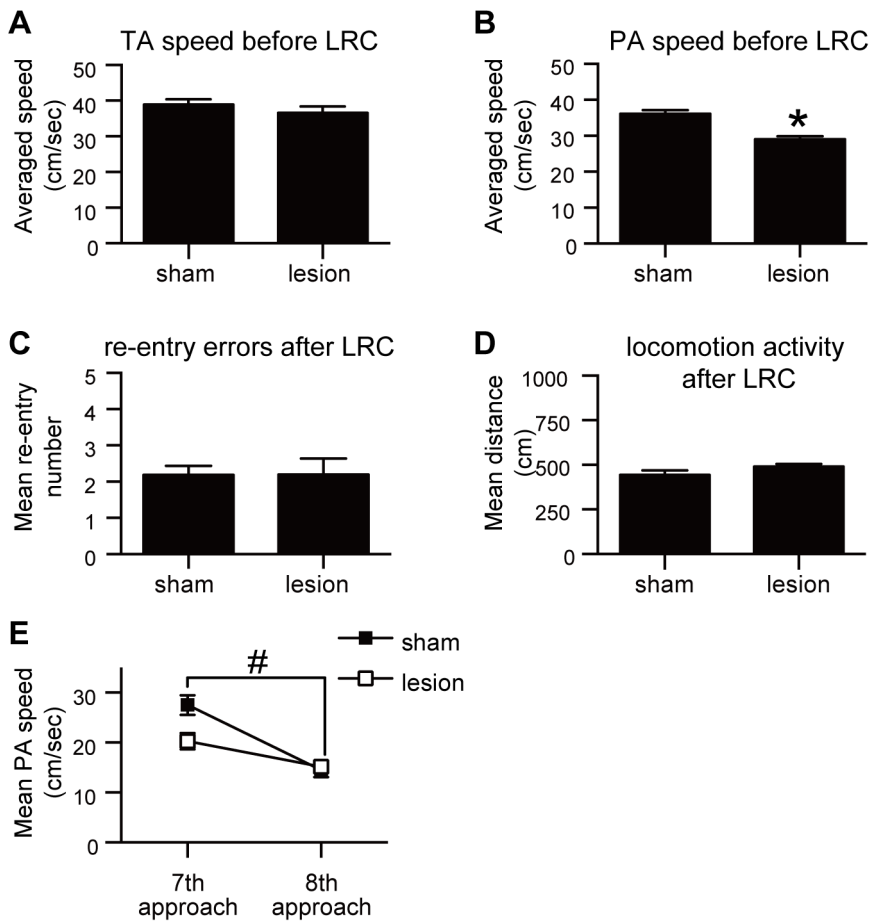 A
TA speed before LRC
Averaged speed
(cm/sec)
50
40
30
20
10
0
sham
lesion
B
PA speed before LRC
Averaged speed
(cm/sec)
50
40
30
20
10
0
*
sham
lesion
C
re-entry errors after LRC
Mean re-entry
number
5
4
3
2
1
0
sham
lesion
D
locomotion activity
after LRC
Mean distance
(cm)
1000
750
500
250
0
sham
lesion
E
sham
lesion
#
Mean PA speed
(cm/sec)
30
20
10
0
7th
approach
8th
approach